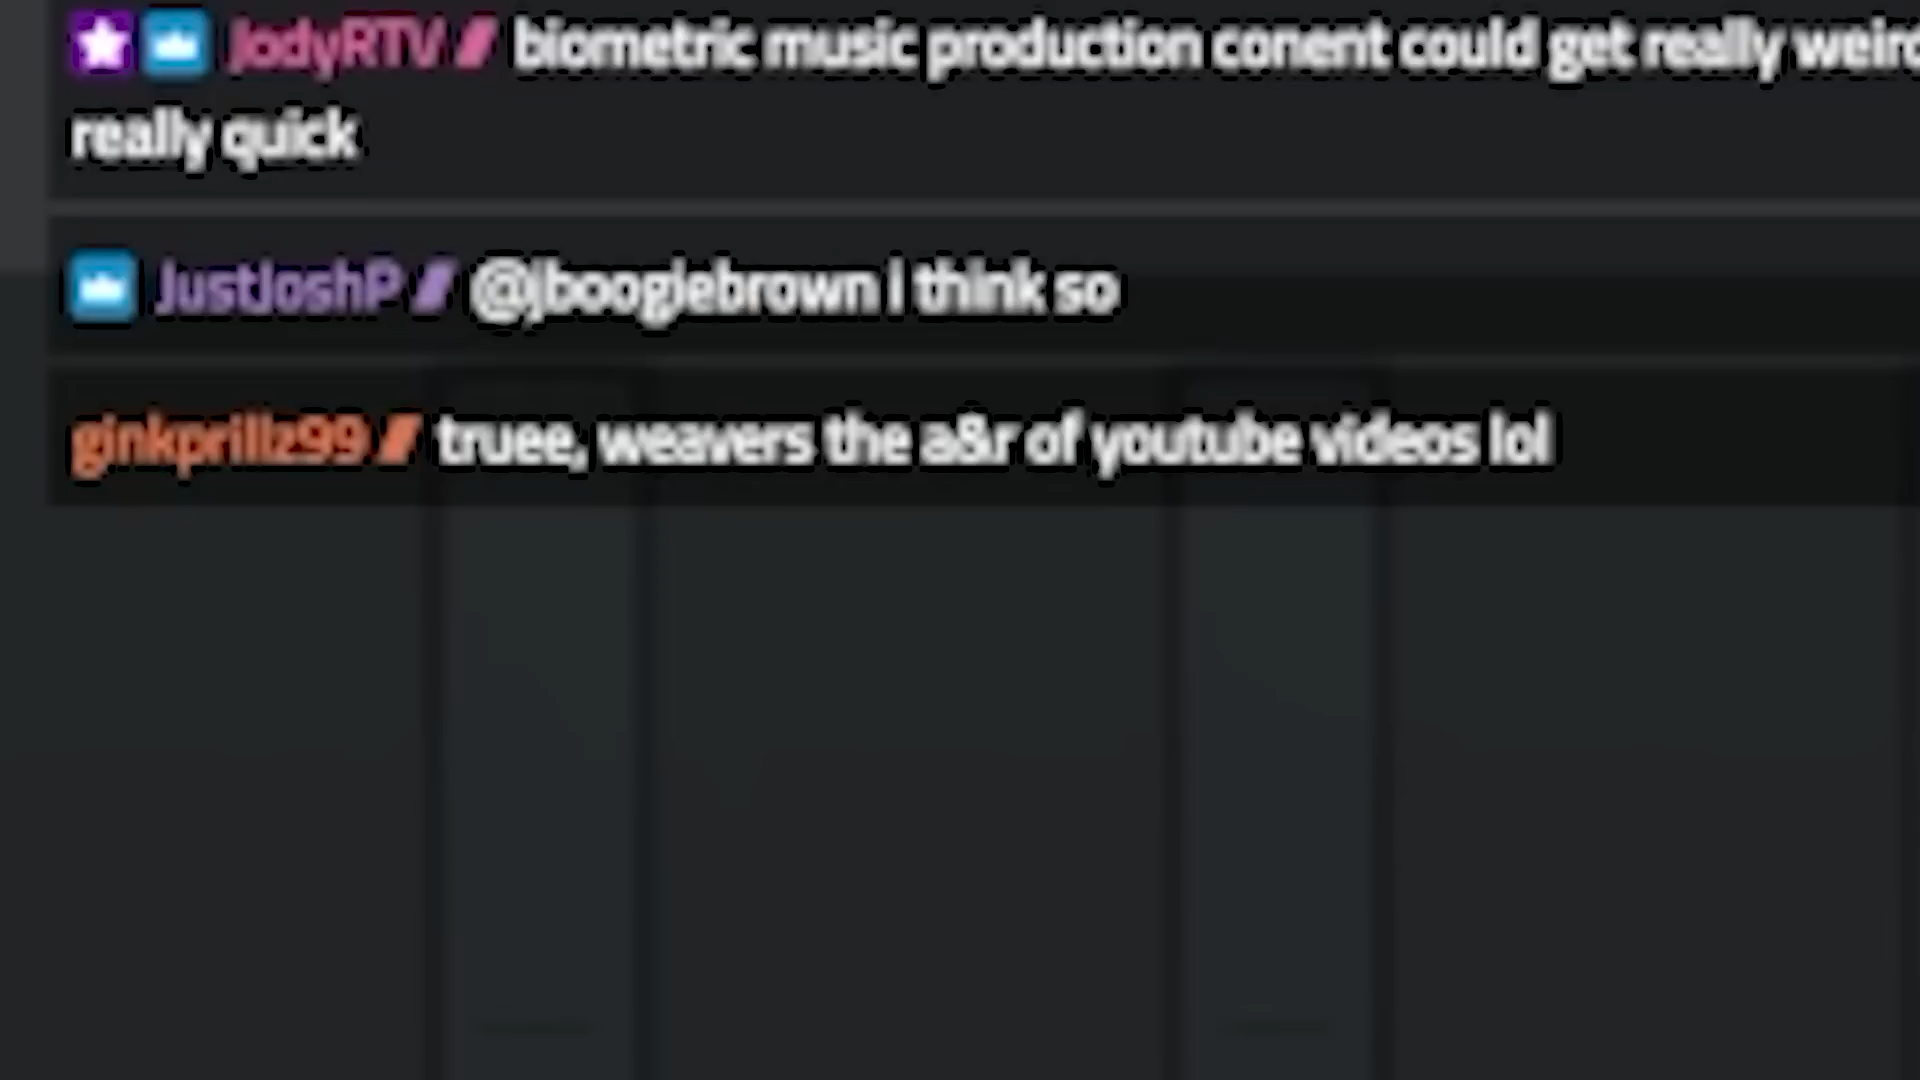 JodyRTV // biometric music production conent could get really weird
really quick
JustJoshP // @jboogiebrown i think so
ginkprillz99 // truee, weavers the a&r of youtube videos lol